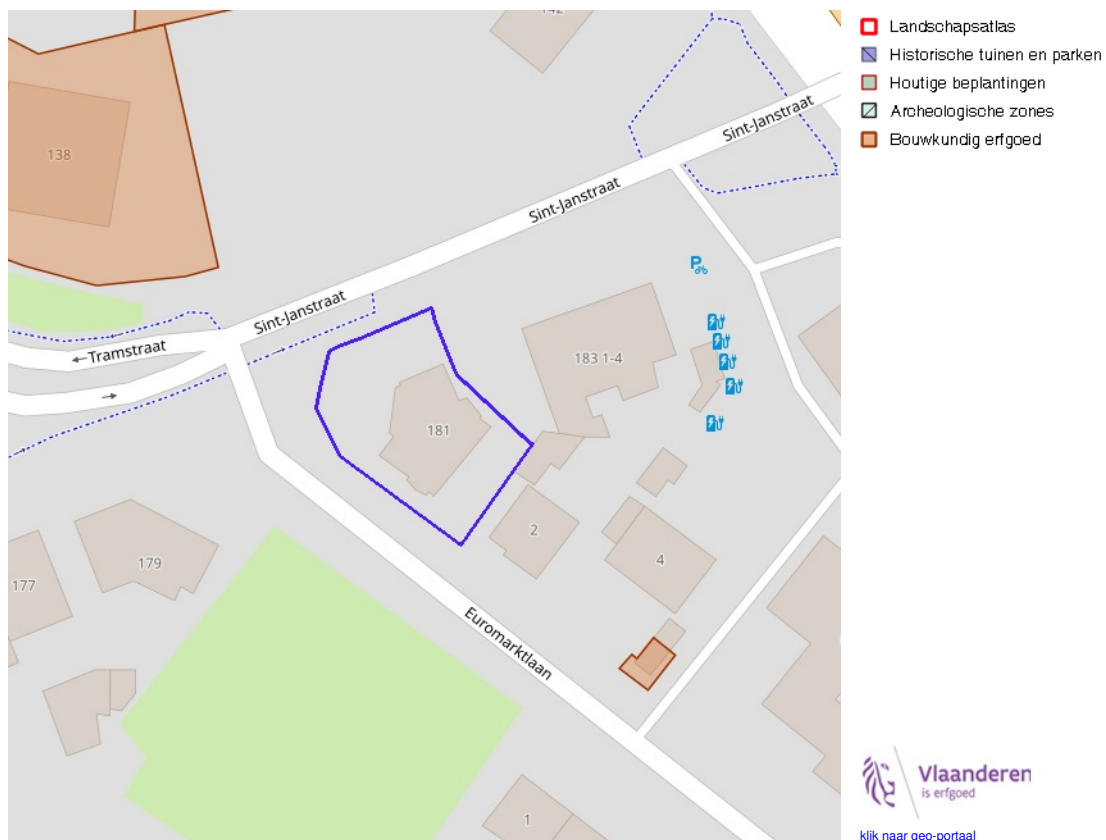 142
138
Sint-Janstraat
Sint-Janstraat
Sint-Janstraat
Tramstraat
P
183 1-4
181
2
4
179
177
Euromarktlaan
1
Landschapsatlas
Historische tuinen en parken
Houtige beplantingen
Archeologische zones
Bouwkundig erfgoed
Vlaanderen
is erfgoed
klik naar geo-portaal